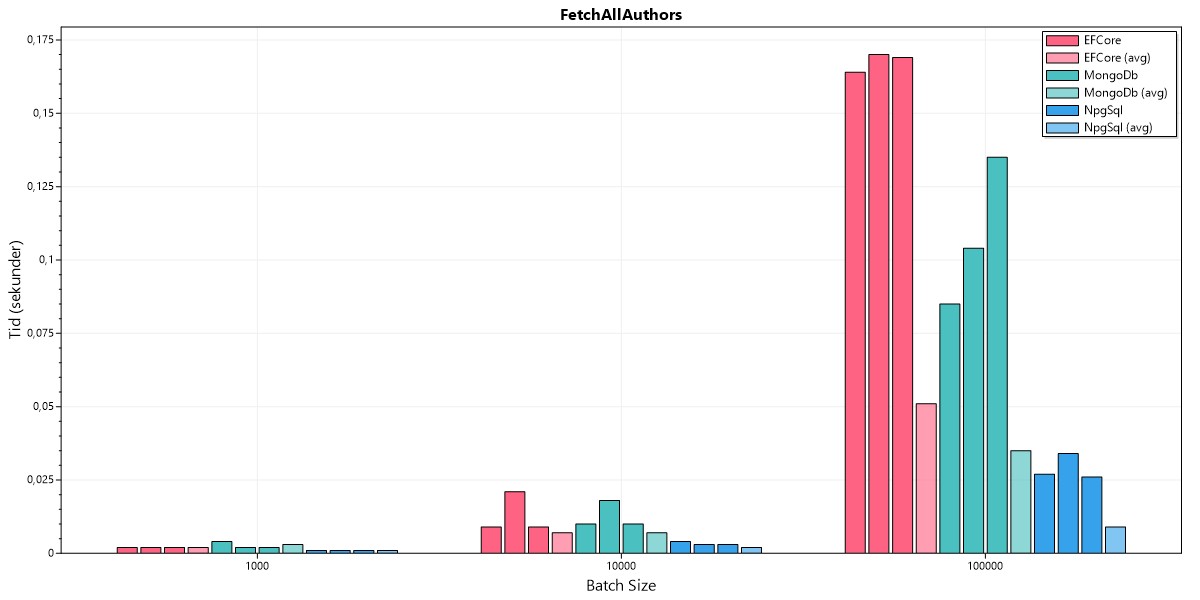 FetchAllAuthors
EFCore
EFCore (avg)
MongoDb
MongoDb (avg)
NpgSql
NpgSql (avg)
Tid (sekunder)
0,175
0,15
0,125
0,1
0,075
0,05
0,025
0
1000
10000
100000
Batch Size